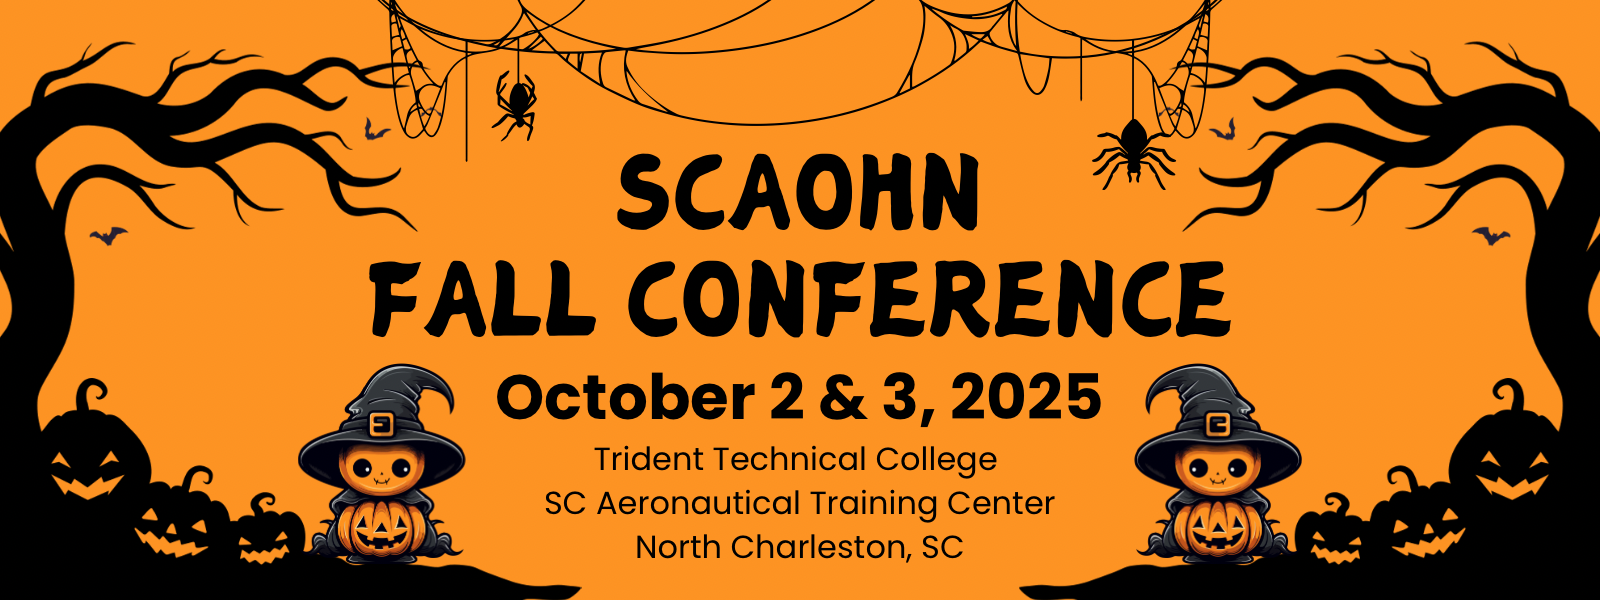 SCAOHN
FALL CONFERENCE
October 2 & 3, 2025
Trident Technical College
SC Aeronautical Training Center
North Charleston, SC